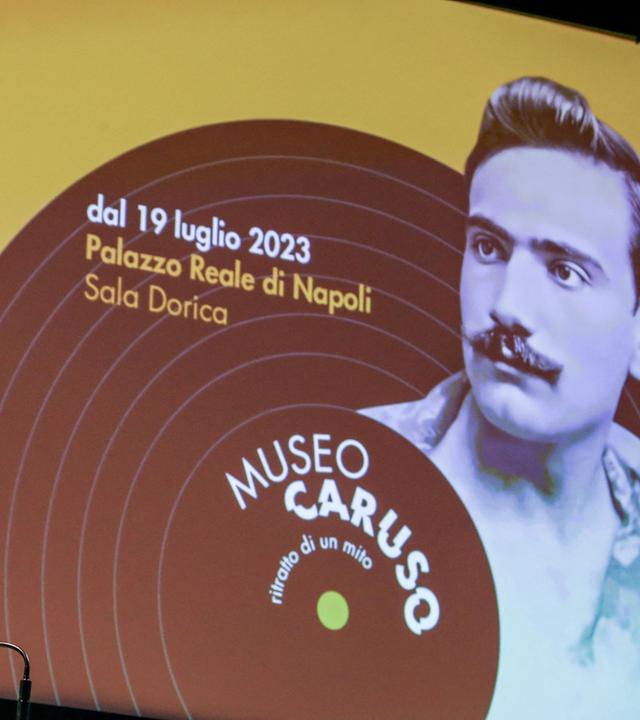 dal 19 luglio 2023
Palazzo Reale di Napoli
Sala Dorica
MUSEO
CARUSO
ritratto di un mito